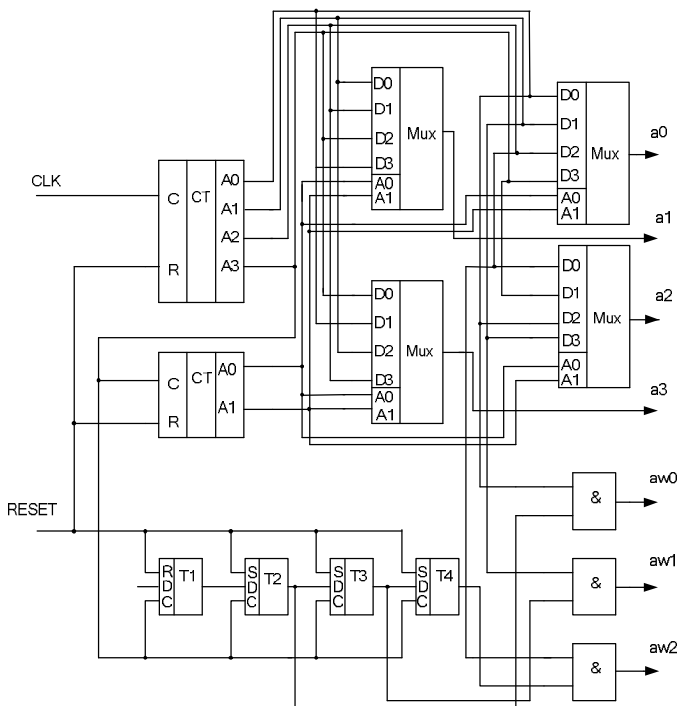 D0
D1
D2
D3
A0
A1
Mux
D0
D1
D2
D3
A0
A1
Mux
a0
a1
CLK
C
R
CT
A0
A1
A2
A3
D0
D1
D2
D3
A0
A1
Mux
D0
D1
D2
D3
A0
A1
Mux
a2
a3
C
R
CT
A0
A1
RESET
R
D
C
T1
S
D
C
T2
S
D
C
T3
S
D
C
T4
&
aw0
&
aw1
&
aw2